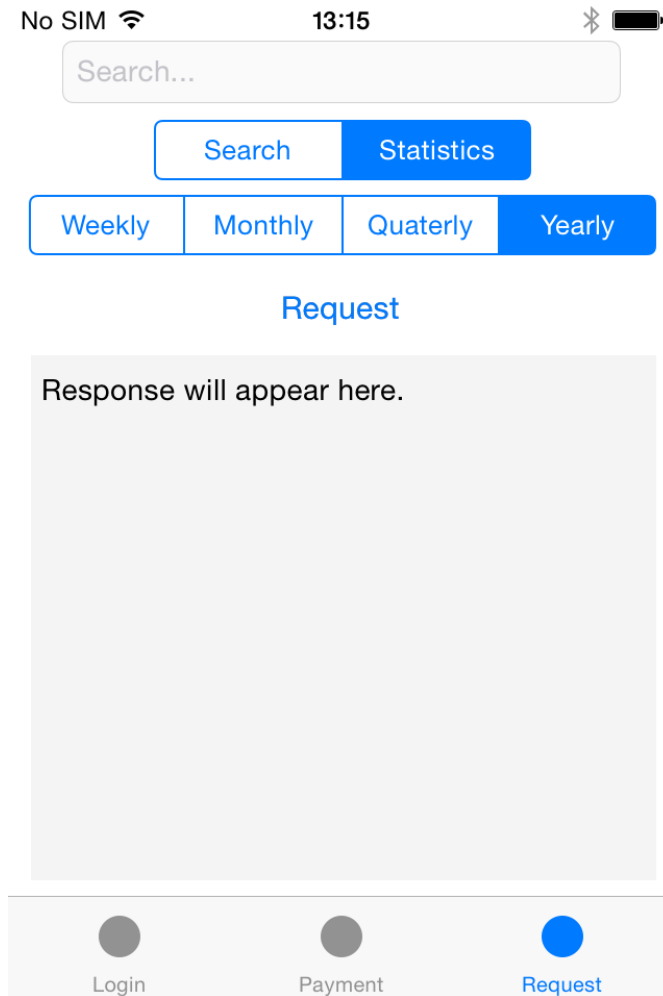 No SIM 13:15
Search...
Search Statistics
Weekly Monthly Quaterly Yearly
Request
Response will appear here.
Login Payment Request